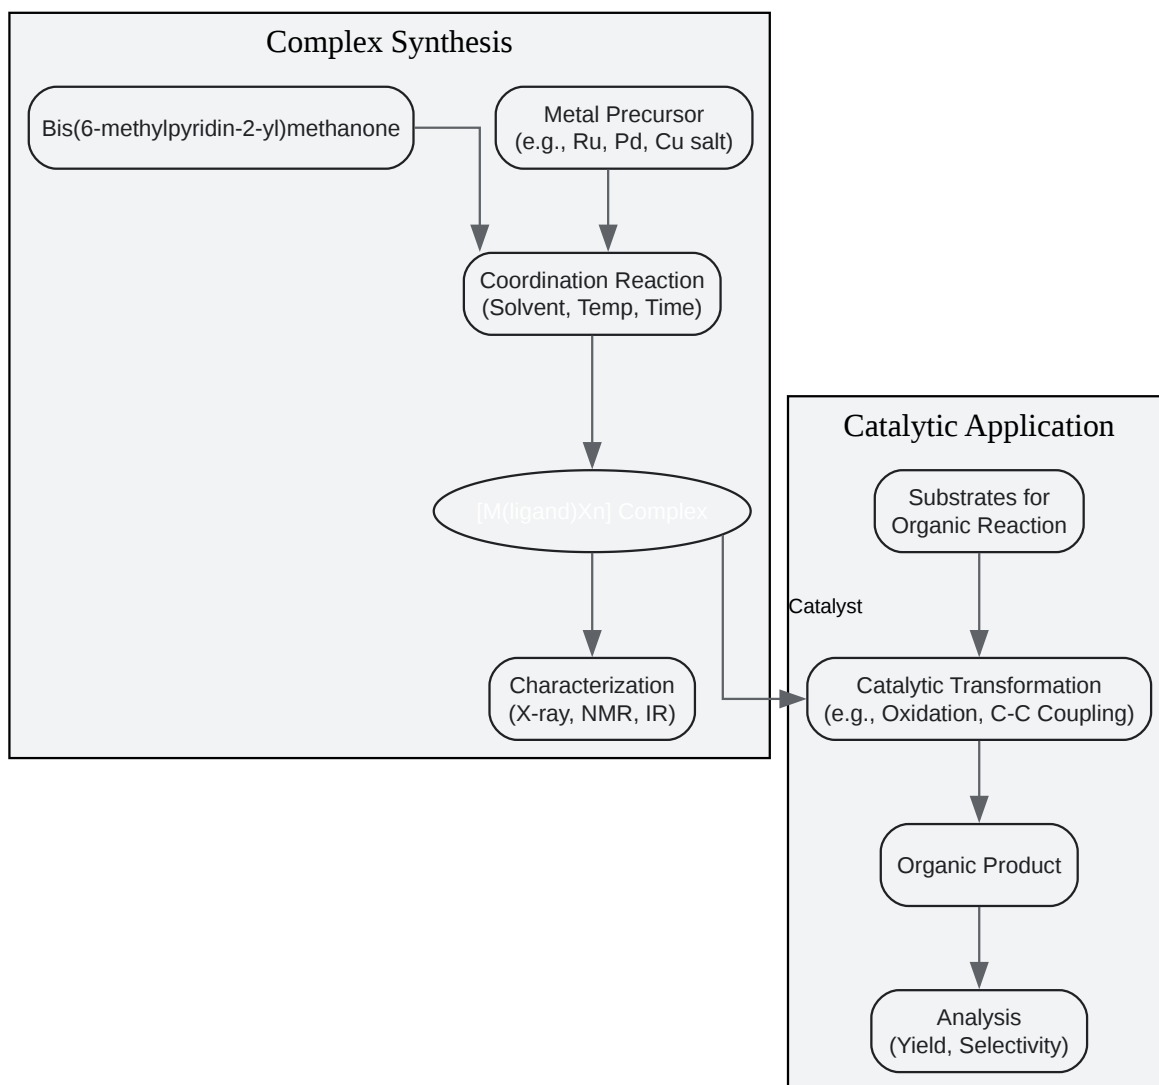 Complex Synthesis
Bis(6-methylpyridin-2-yl)methanone
Metal Precursor
(e.g., Ru, Pd, Cu salt)
Coordination Reaction
(Solvent, Temp, Time)
[M(ligand)Xn] Complex
Characterization
(X-ray, NMR, IR)
Catalytic Application
Substrates for
Organic Reaction
Catalyst
Catalytic Transformation
(e.g., Oxidation, C-C Coupling)
Organic Product
Analysis
(Yield, Selectivity)